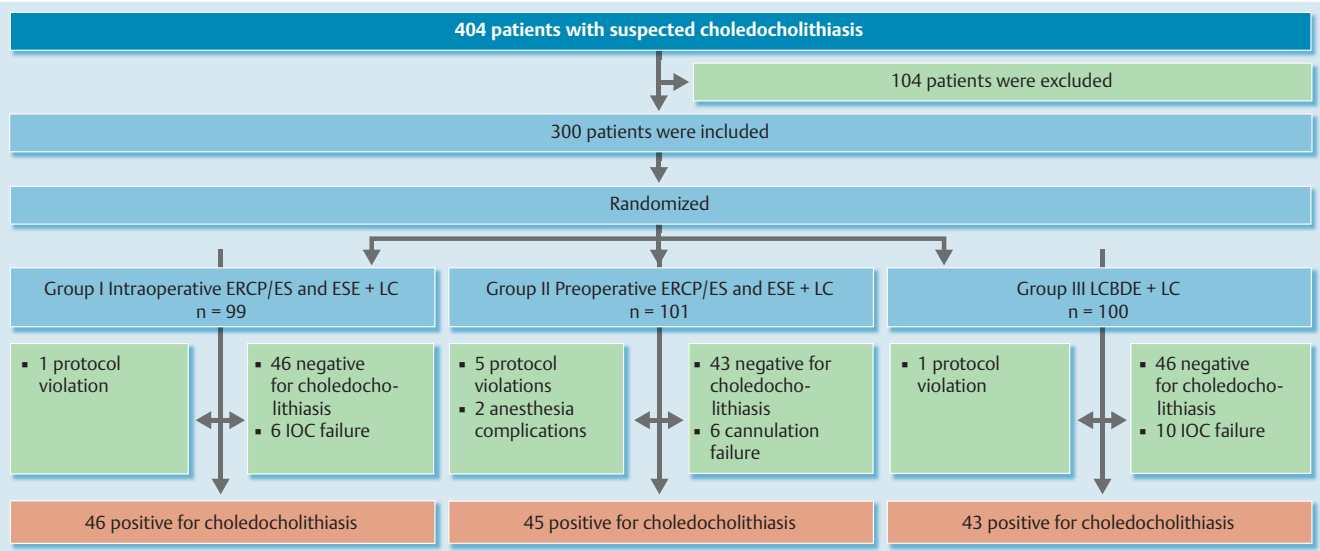 404 patients with suspected choledocholithiasis
104 patients were excluded
300 patients were included
Randomized
Group I Intraoperative ERCP/ES and ESE + LC
n = 99
Group II Preoperative ERCP/ES and ESE + LC
n = 101
Group III LCBDE + LC
n = 100
▪ 1 protocol
violation
▪ 46 negative
for choledocho-
lithiasis
▪ 6 IOC failure
▪ 5 protocol
violations
▪ 2 anesthesia
complications
▪ 43 negative for
choledocho-
lithiasis
▪ 6 cannulation
failure
▪ 1 protocol
violation
▪ 46 negative
for choledocho-
lithiasis
▪ 10 IOC failure
46 positive for choledocholithiasis
45 positive for choledocholithiasis
43 positive for choledocholithiasis